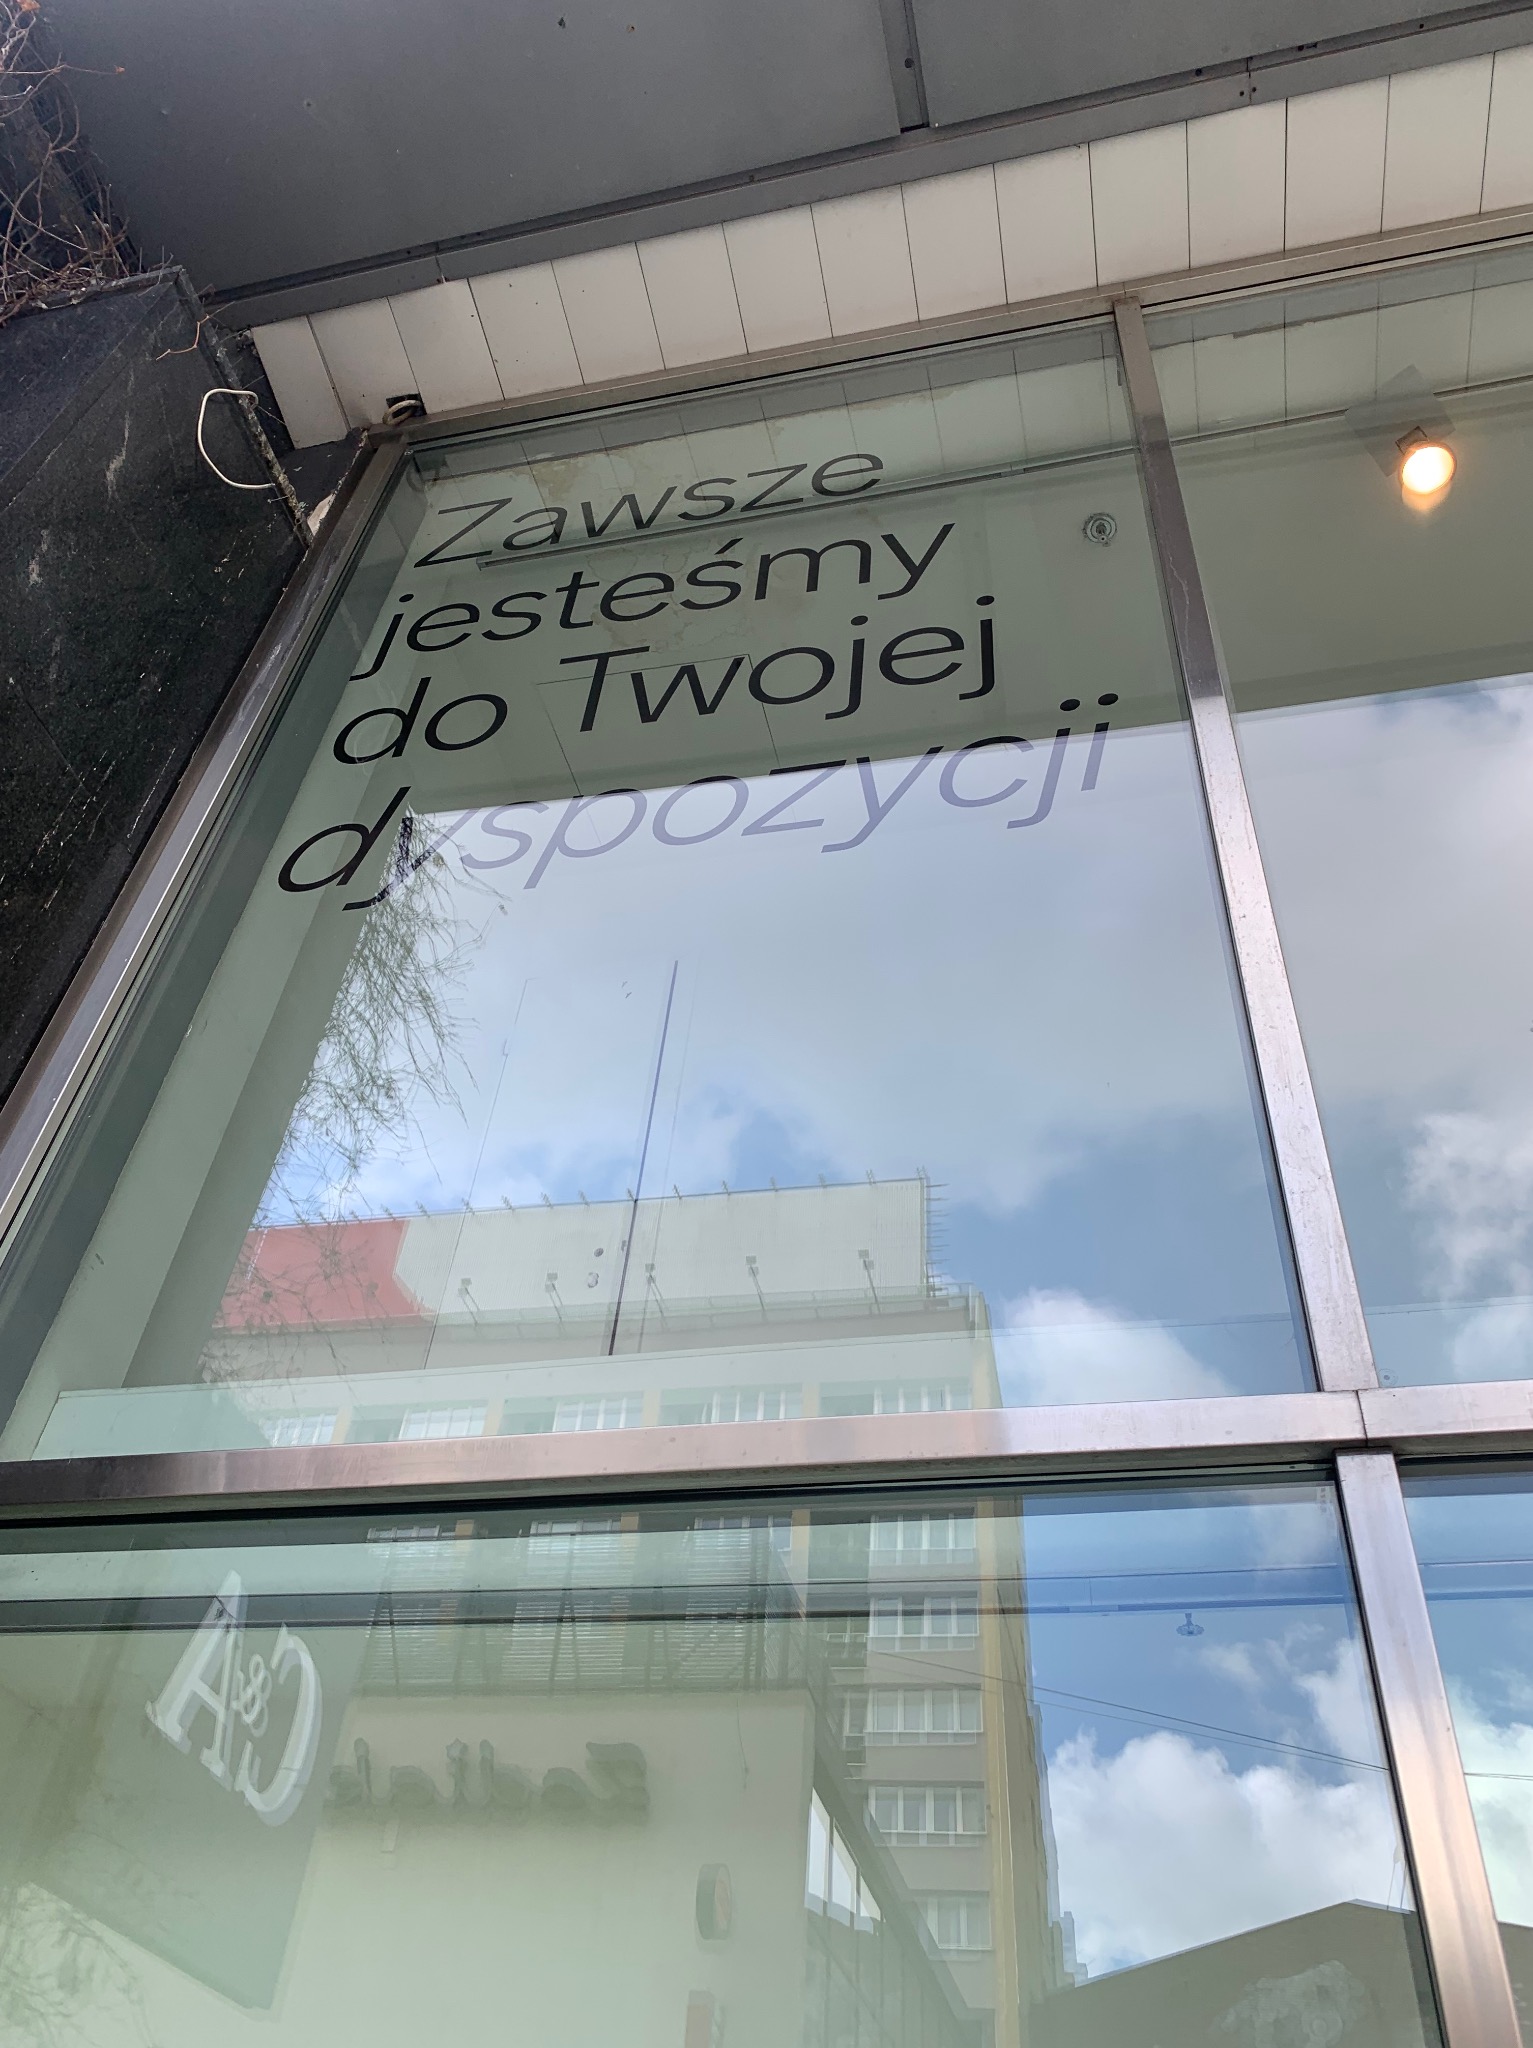 Zawsze
jesteśmy
do Twojej
dyspozycji
C&A